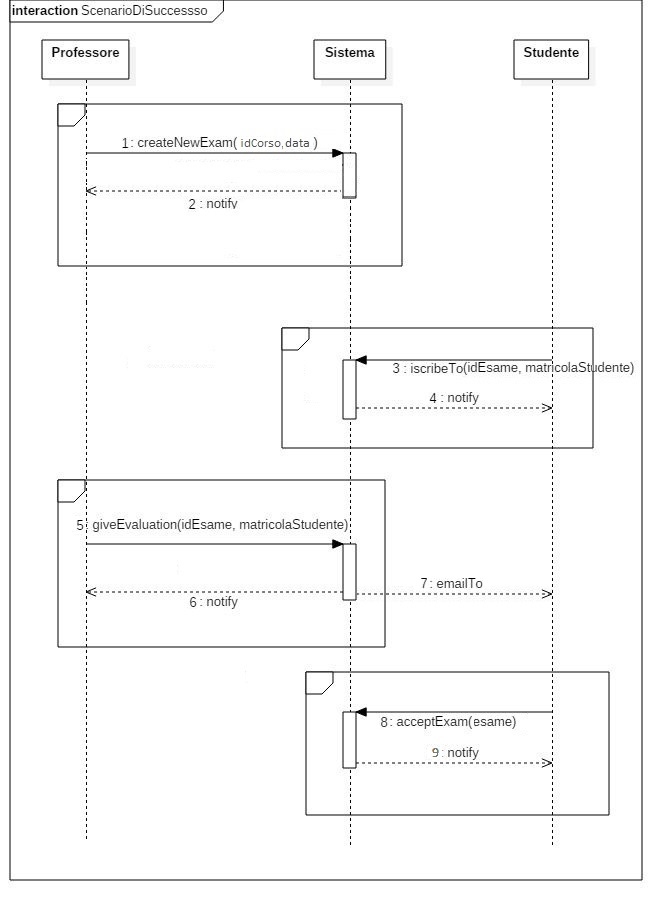 interaction ScenarioDiSuccessso
Professore
Sistema
Studente
1 : createNewExam( idCorso,data )
2 : notify
3 : iscribeTo(idEsame, matricolaStudente)
4 : notify
5 : giveEvaluation(idEsame, matricolaStudente)
7 : emailTo
6 : notify
8 : acceptExam(esame)
9 : notify